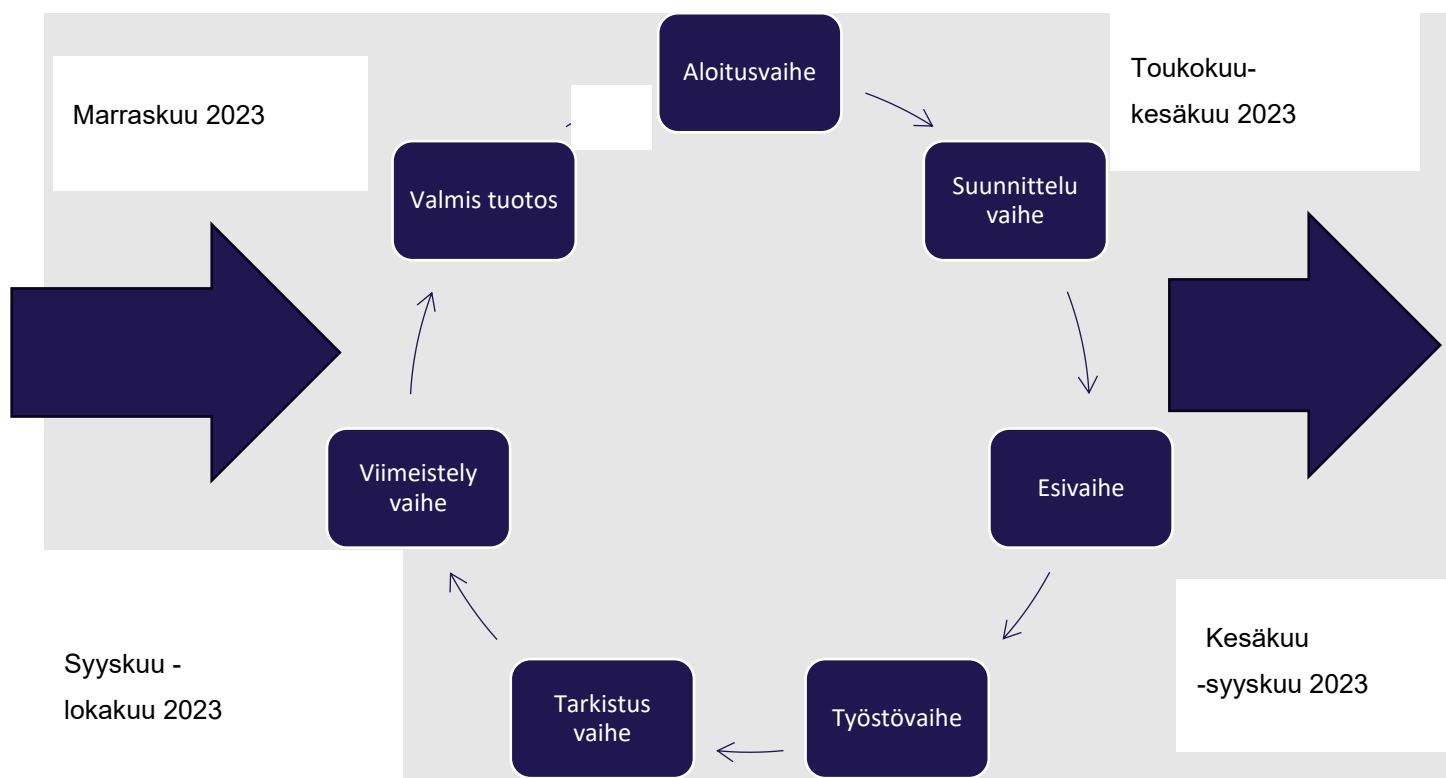 Aloitusvaihe
Toukokuu-
kesäkuu 2023
Suunnittelu
vaihe
Esivaihe
Kesäkuu
-syyskuu 2023
Työstövaihe
Tarkistus
vaihe
Syyskuu -
lokakuu 2023
Viimeistely
vaihe
Valmis tuotos
Marraskuu 2023